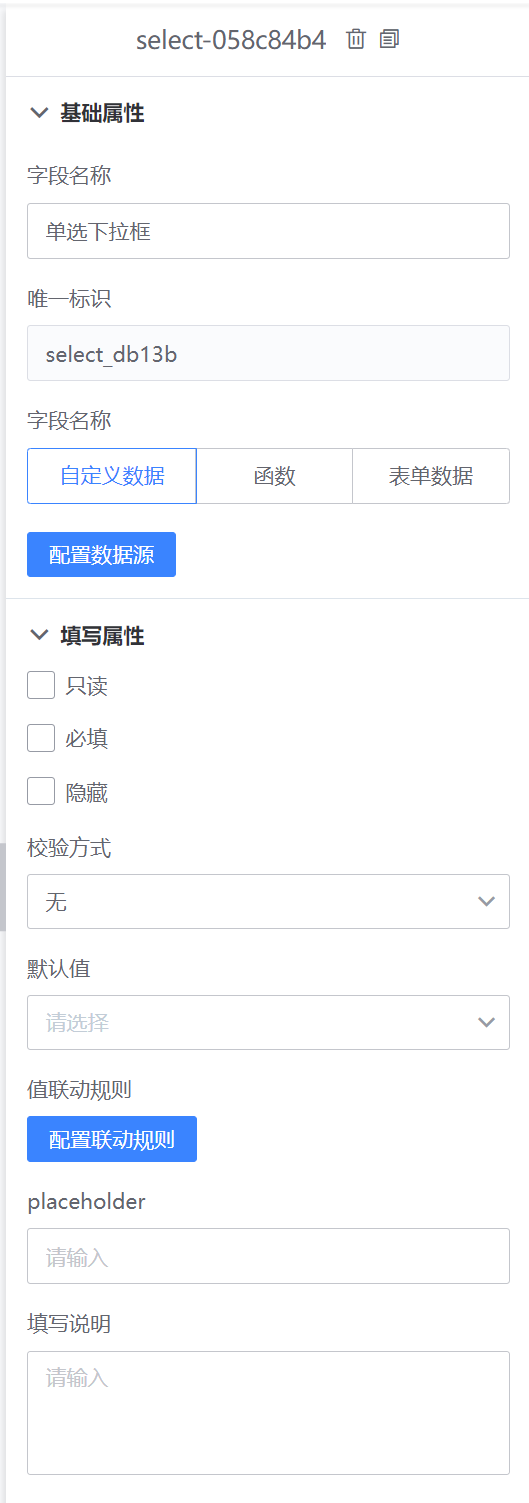 select-058c84b4
基础属性
字段名称
单选下拉框
唯一标识
select_db13b
字段名称
自定义数据 函数 表单数据
配置数据源
填写属性
只读
必填
隐藏
校验方式
无
默认值
请选择
值联动规则
配置联动规则
placeholder
请输入
填写说明
请输入